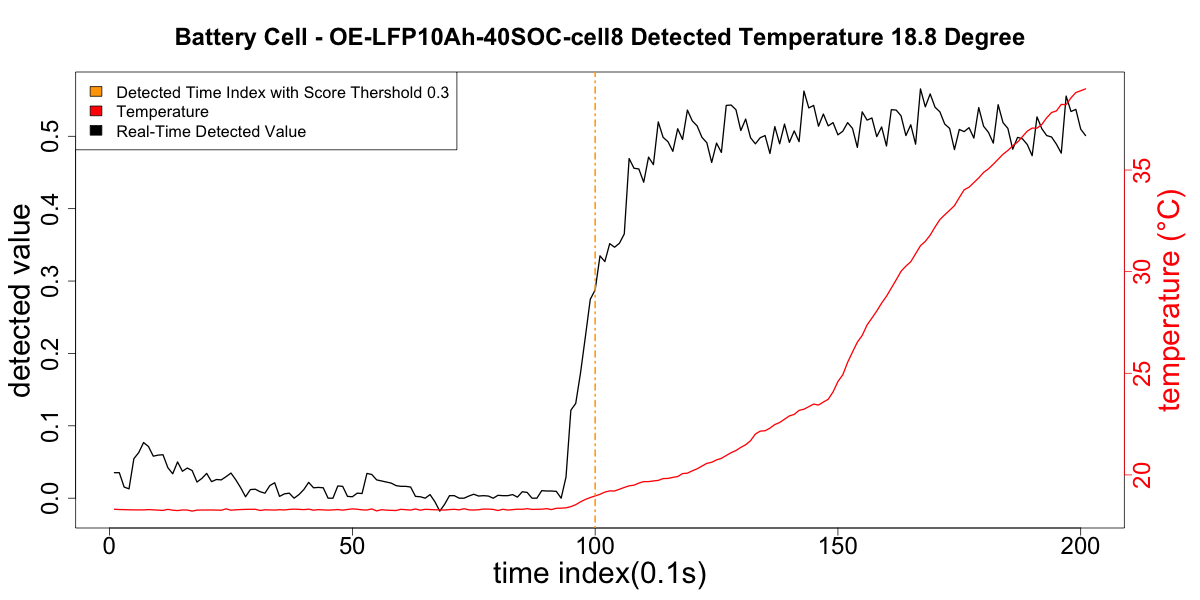 Battery Cell - OE-LFP10Ah-40SOC-cell8 Detected Temperature 18.8 Degree
Detected Time Index with Score Thershold 0.3
Temperature
Real-Time Detected Value
detected value
0.0
0.1
0.2
0.3
0.4
0.5
temperature (°C)
20
25
30
35
0
50
100
150
200
time index(0.1s)